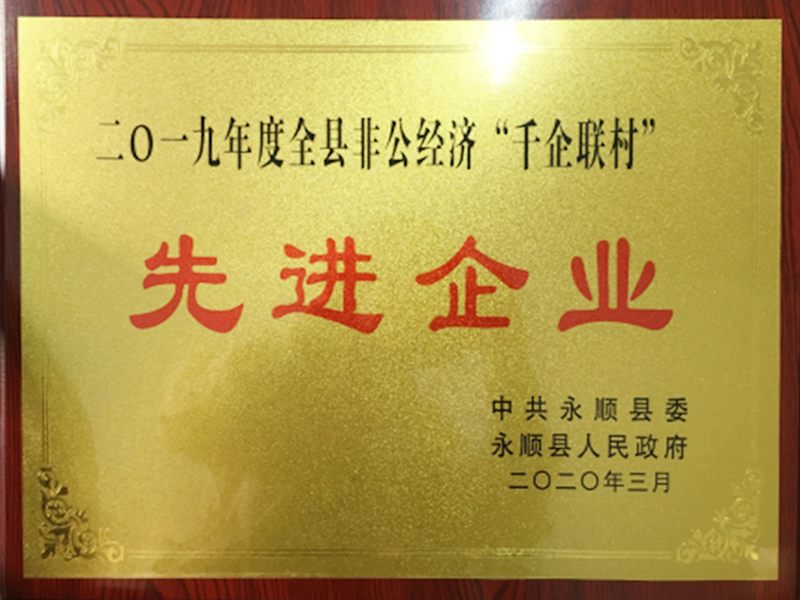 二〇一九年度全县非公经济“千企联村”
先进企业
中共永顺县委
永顺县人民政府
二〇二〇年三月